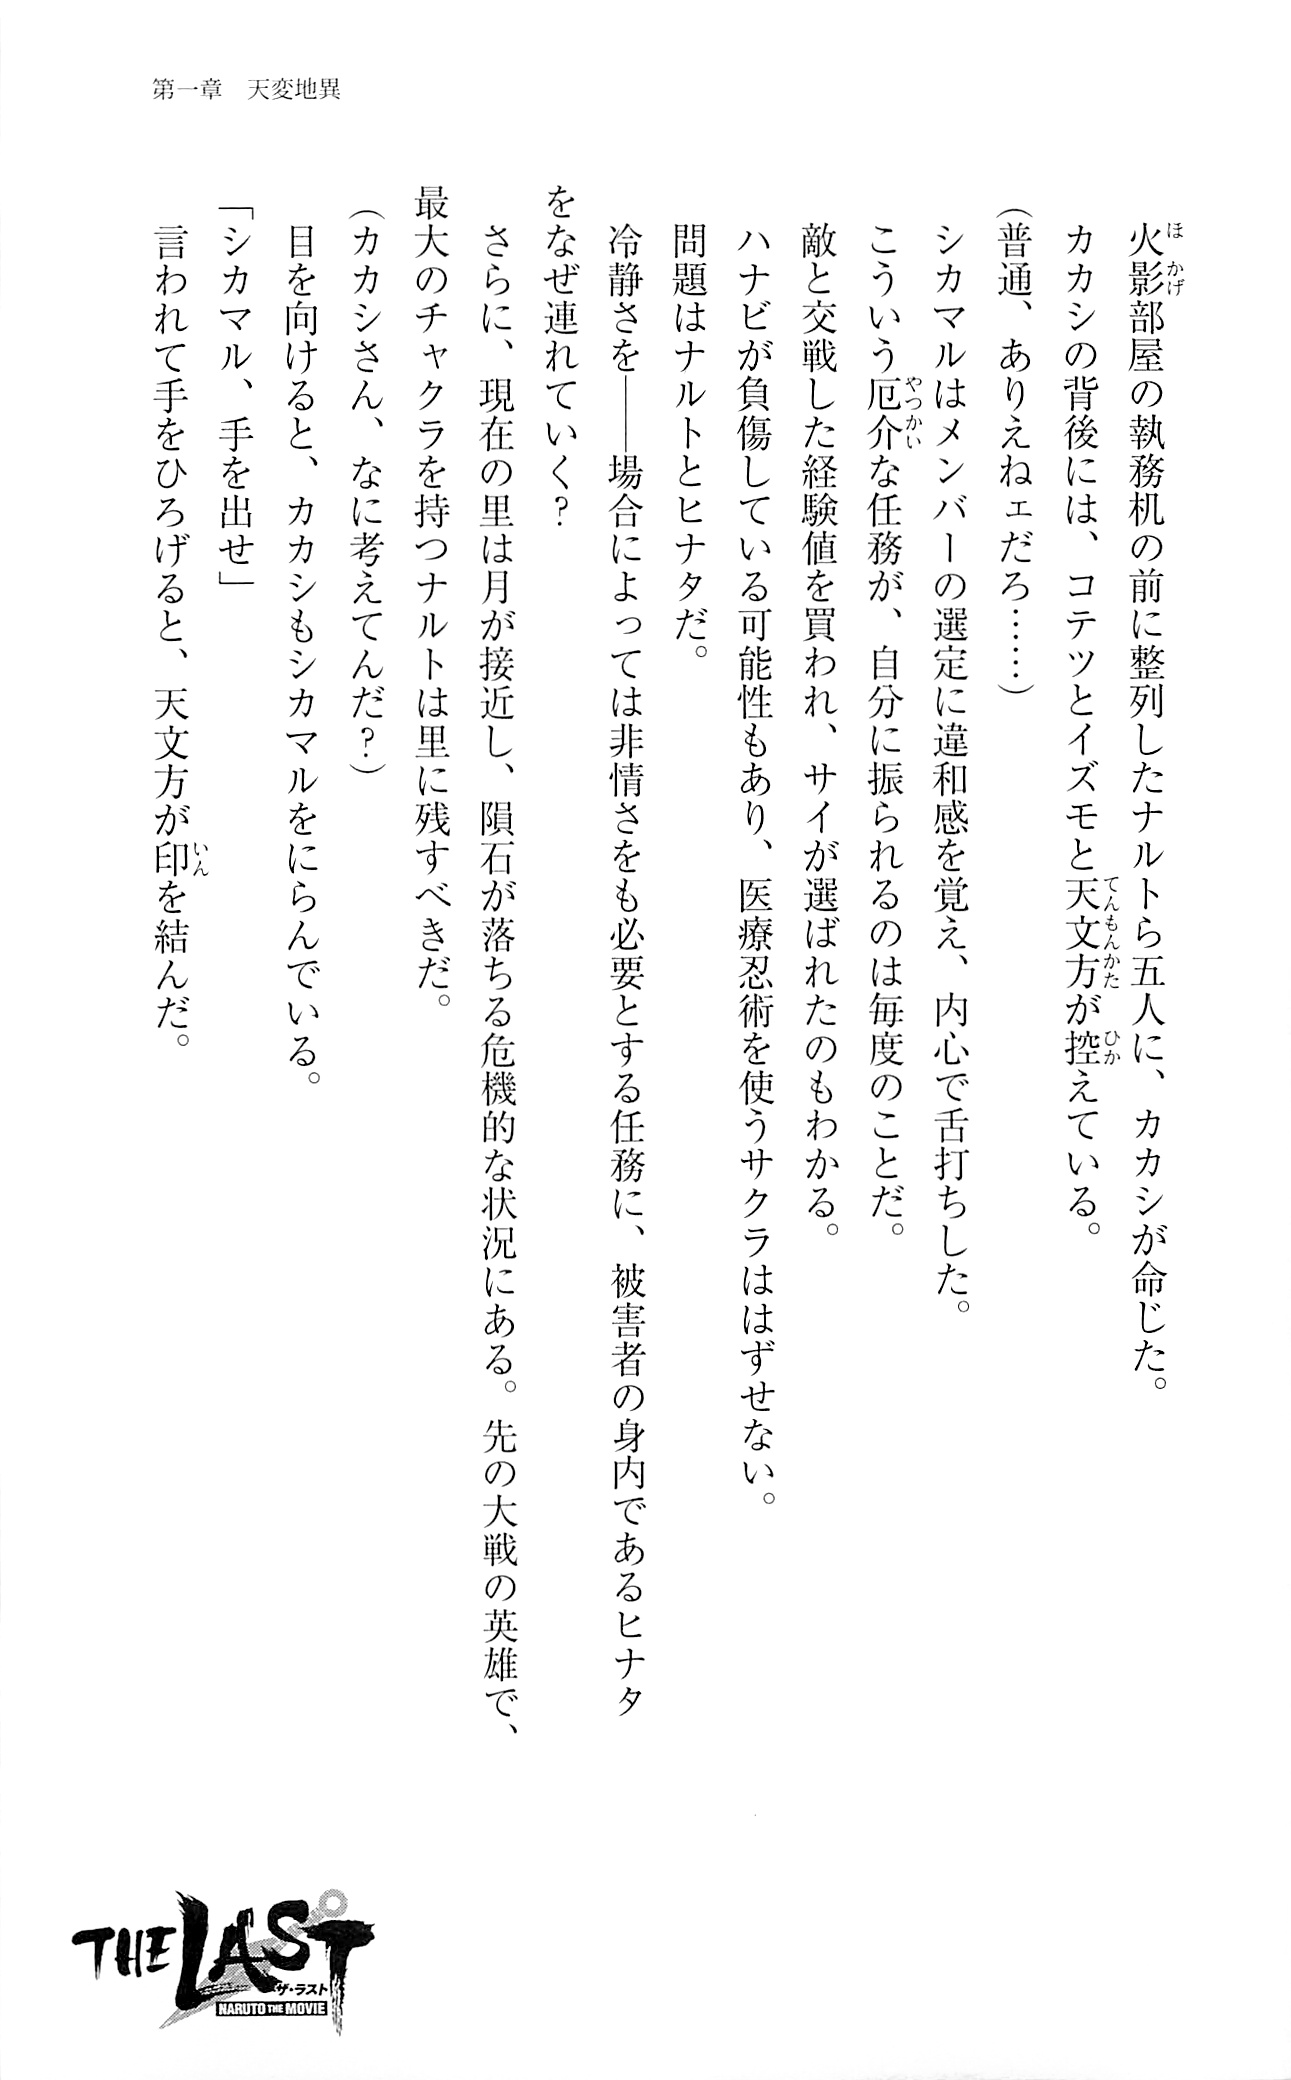 第一章　天変地異
火影部屋の執務机の前に整列したナルトら五人に、カカシが命じた。
カカシの背後には、コテツとイズモと天文方が控えている。
（普通、ありえねェだろ……）
シカマルはメンバーの選定に違和感を覚え、内心で舌打ちした。
こういう厄介な任務が、自分に振られるのは毎度のことだ。
敵と交戦した経験値を買われ、サイが選ばれたのもわかる。
ハナビが負傷している可能性もあり、医療忍術を使うサクラははずせない。
問題はナルトとヒナタだ。
冷静さを――場合によっては非情さをも必要とする任務に、被害者の身内であるヒナタ
をなぜ連れていく？
さらに、現在の里は月が接近し、隕石が落ちる危機的な状況にある。先の大戦の英雄で、
最大のチャクラを持つナルトは里に残すべきだ。
（カカシさん、なに考えてんだ？）
目を向けると、カカシもシカマルをにらんでいる。
「シカマル、手を出せ」
言われて手をひろげると、天文方が印を結んだ。
THE LAST
ザ・ラスト
NARUTO THE MOVIE